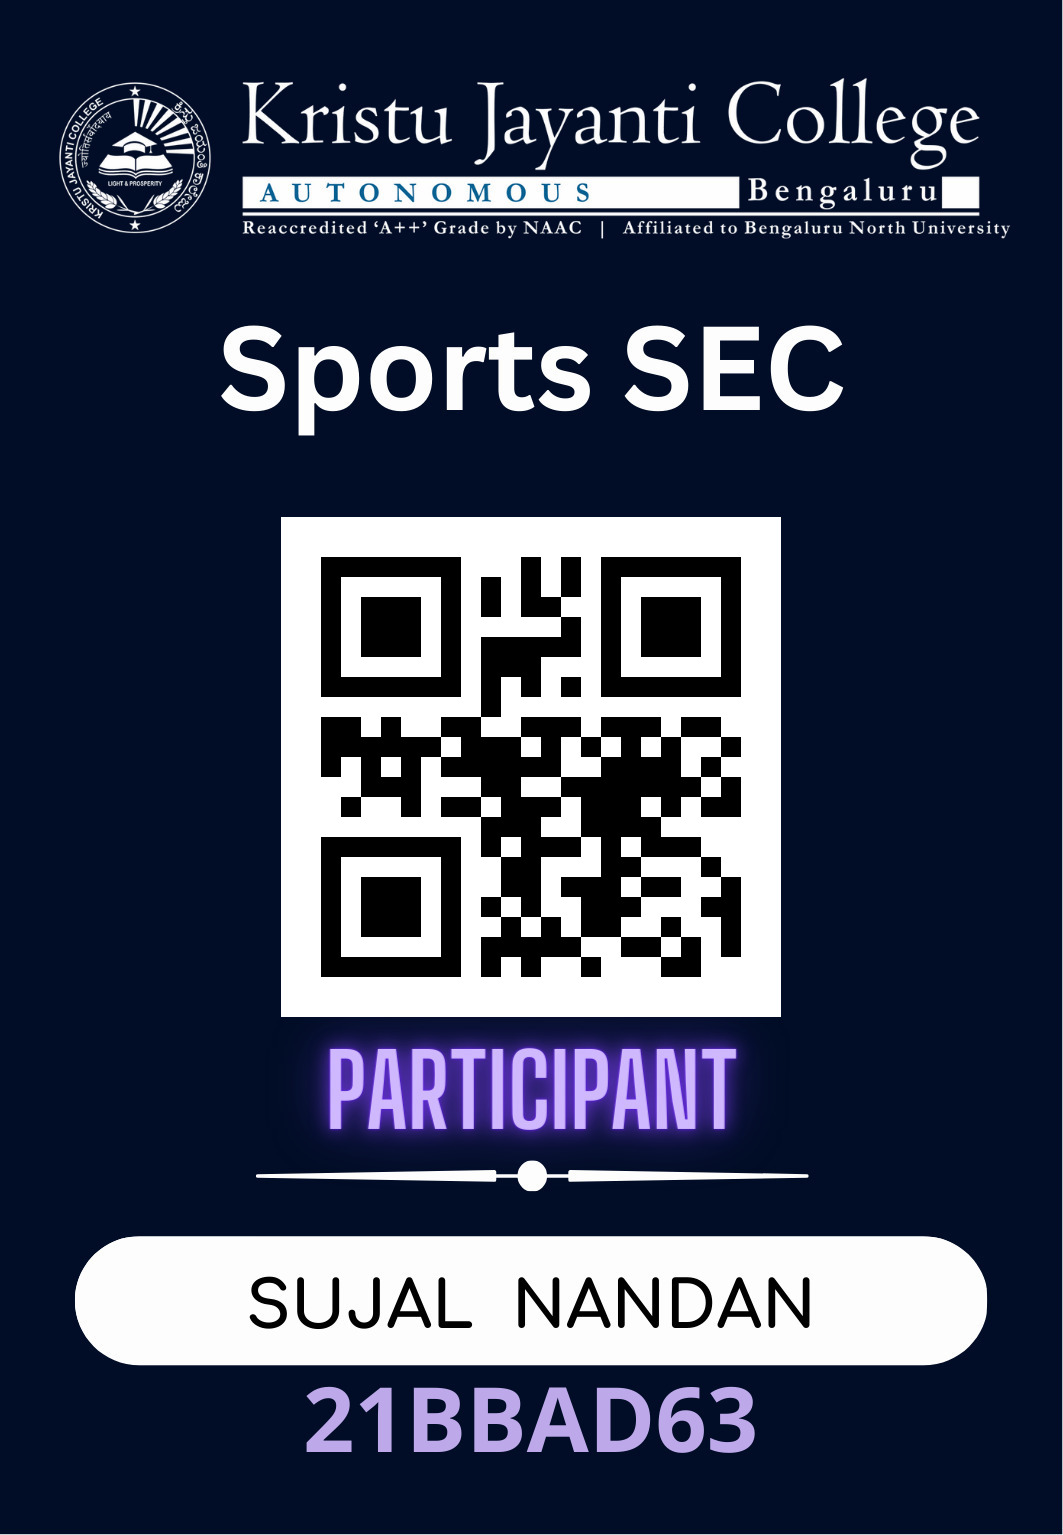 Kristu Jayanti College
AUTONOMOUS Bengaluru
Reaccredited ‘A++’ Grade by NAAC | Affiliated to Bengaluru North University
KRISTU JAYANTI COLLEGE
ಕ್ರಿಸ್ತು ಜಯಂತಿ ಕಾಲೇಜು
LIGHT & PROSPERITY
Sports SEC
PARTICIPANT
SUJAL NANDAN
21BBAD63